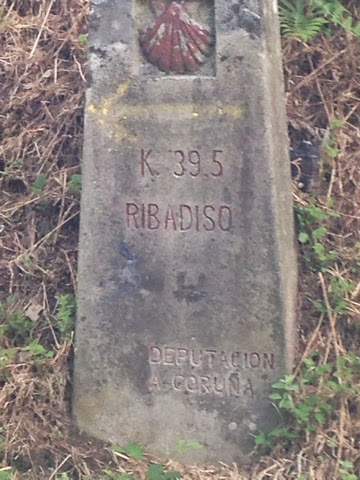 K. 39.5
RIBADISO
DEPUTACION
A CORUÑA